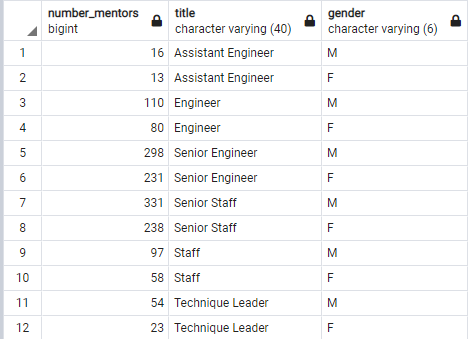 number_mentors title gender
bigint character varying (40) character varying (6)
1 16 Assistant Engineer M
2 13 Assistant Engineer F
3 110 Engineer M
4 80 Engineer F
5 298 Senior Engineer M
6 231 Senior Engineer F
7 331 Senior Staff M
8 238 Senior Staff F
9 97 Staff M
10 58 Staff F
11 54 Technique Leader M
12 23 Technique Leader F